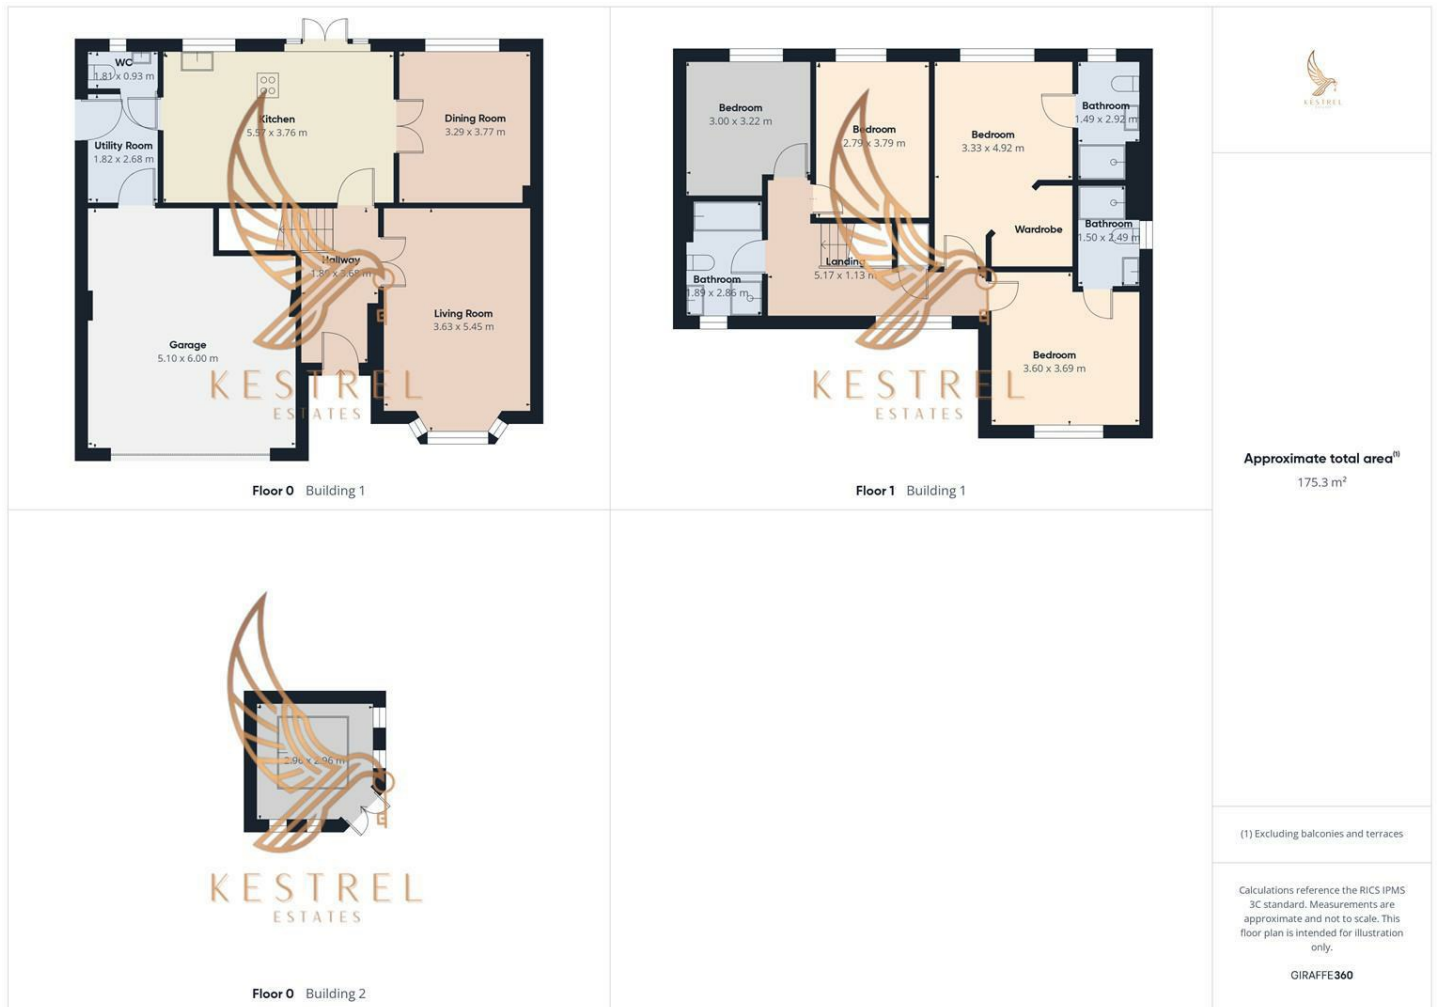 WC
1.81 x 0.93 m
Kitchen
5.57 x 3.76 m
Dining Room
3.29 x 3.77 m
Utility Room
1.82 x 2.68 m
Hallway
Living Room
3.63 x 5.45 m
Garage
5.10 x 6.00 m
KESTREL
ESTATES
Floor 0 Building 1
Bedroom
3.00 x 3.22 m
Bedroom
2.79 x 3.79 m
Bedroom
3.33 x 4.92 m
Bathroom
1.49 x 2.92 m
Wardrobe
Bathroom
1.50 x 2.49 m
Landing
5.17 x 1.13 m
Bathroom
1.89 x 2.86 m
Bedroom
3.60 x 3.69 m
KESTREL
ESTATES
Floor 1 Building 1
2.96 x 2.96 m
KESTREL
ESTATES
Floor 0 Building 2
KESTREL
Approximate total area(1)
175.3 m²
(1) Excluding balconies and terraces
Calculations reference the RICS IPMS
3C standard. Measurements are
approximate and not to scale. This
floor plan is intended for illustration
only.
GIRAFFE360